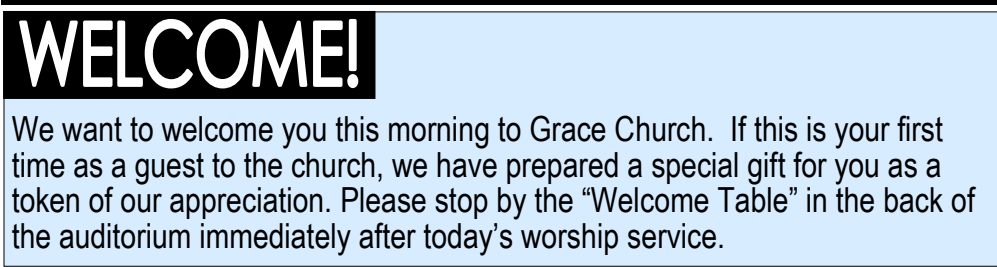 WELCOME!
We want to welcome you this morning to Grace Church.  If this is your first
time as a guest to the church, we have prepared a special gift for you as a
token of our appreciation. Please stop by the “Welcome Table” in the back of
the auditorium immediately after today’s worship service.